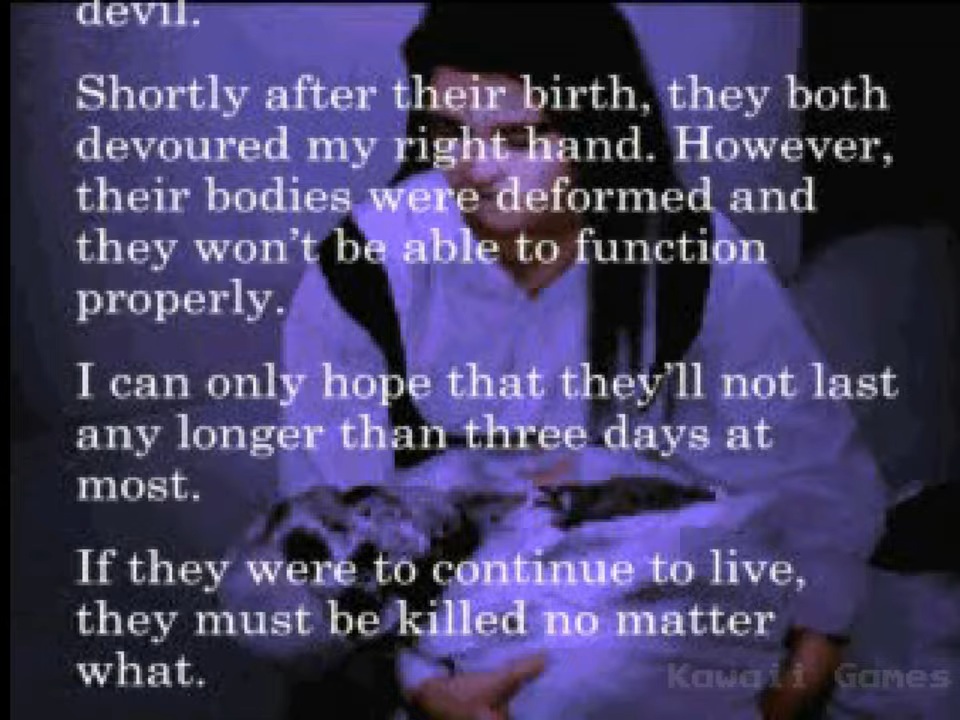 devil.
Shortly after their birth, they both
devoured my right hand. However,
their bodies were deformed and
they won't be able to function
properly.
I can only hope that they'll not last
any longer than three days at
most.
If they were to continue to live,
they must be killed no matter
what.
Kawaii Games